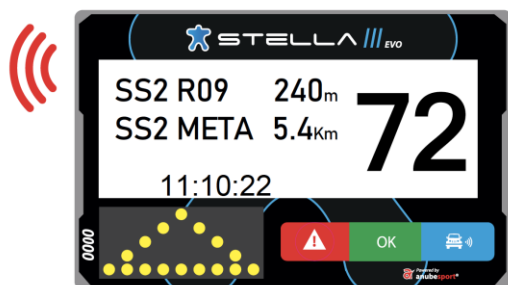 STELLA III EVO
SS2 R09 240m
SS2 META 5.4Km
72
11:10:22
0000
OK
Powered by
anubesport®